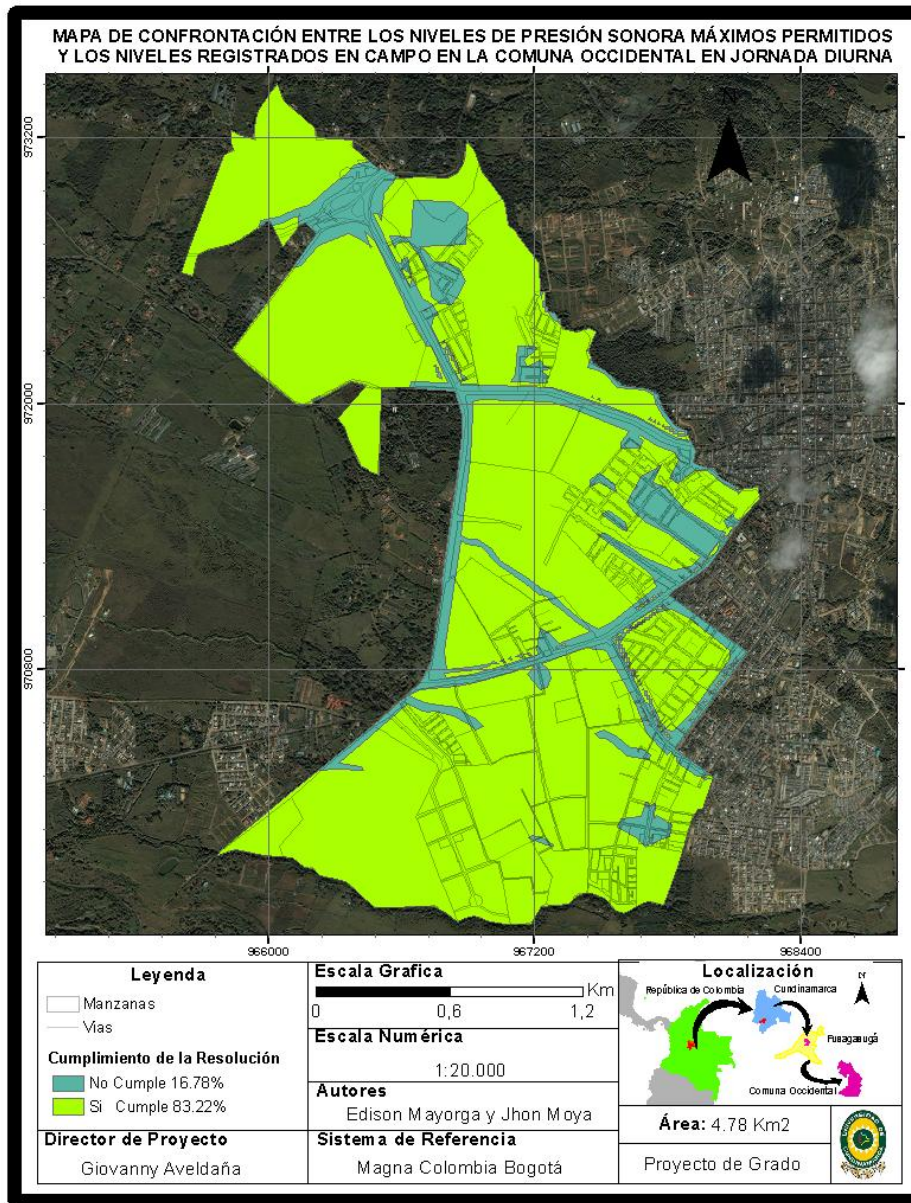 MAPA DE CONFRONTACIÓN ENTRE LOS NIVELES DE PRESIÓN SONORA MÁXIMOS PERMITIDOS
Y LOS NIVELES REGISTRADOS EN CAMPO EN LA COMUNA OCCIDENTAL EN JORNADA DIURNA
973200
972000
970800
966000
967200
968400
Leyenda
Manzanas
Vias
Cumplimiento de la Resolución
No Cumple 16.78%
Si Cumple 83.22%
Director de Proyecto
Giovanny Aveldaña
Escala Grafica
Km
0 0,6 1,2
Escala Numérica
1:20.000
Autores
Edison Mayorga y Jhon Moya
Sistema de Referencia
Magna Colombia Bogotá
Localización
N
República de Colombia
Cundinamarca
Fusagasugá
Comuna Occidental
Área: 4.78 Km2
Proyecto de Grado